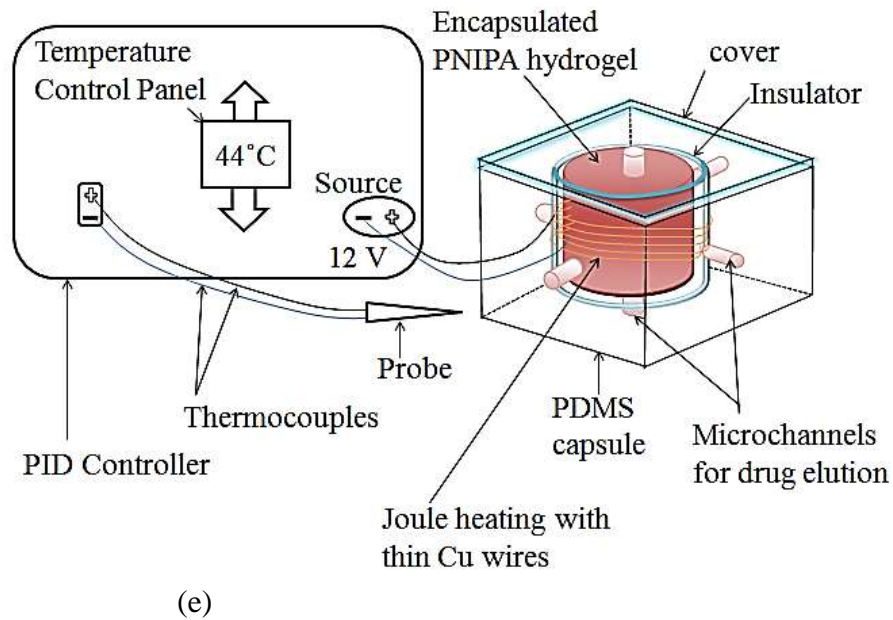 Temperature
Control Panel
44˚C
+
−
Source
− +
12 V
Encapsulated
PNIPA hydrogel
cover
Insulator
Probe
Thermocouples
PID Controller
PDMS
capsule
Microchannels
for drug elution
Joule heating with
thin Cu wires
(e)